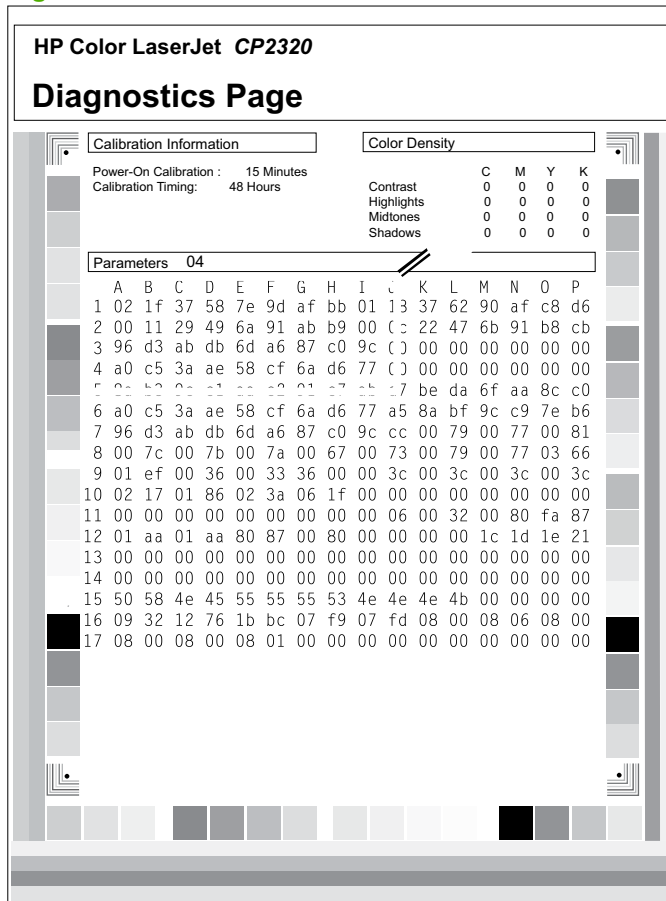 HP Color LaserJet CP2320
Diagnostics Page
Calibration Information
Power-On Calibration : 15 Minutes
Calibration Timing: 48 Hours
Color Density
C M Y K
Contrast 0 0 0 0
Highlights 0 0 0 0
Midtones 0 0 0 0
Shadows 0 0 0 0
Parameters 04
A B C D E F G H I K L M N O P
1 02 1f 37 58 7e 9d af bb 01 37 62 90 af c8 d6
2 00 11 29 49 6a 91 ab b9 00 22 47 6b 91 b8 cb
3 96 d3 ab db 6d a6 87 c0 9c 00 00 00 00 00 00
4 a0 c5 3a ae 58 cf 6a d6 77 00 00 00 00 00 00
be da 6f aa 8c c0
6 a0 c5 3a ae 58 cf 6a d6 77 a5 8a bf 9c c9 7e b6
7 96 d3 ab db 6d a6 87 c0 9c cc 00 79 00 77 00 81
8 00 7c 00 7b 00 7a 00 67 00 73 00 79 00 77 03 66
9 01 ef 00 36 00 33 36 00 00 3c 00 3c 00 3c 00 3c
10 02 17 01 86 02 3a 06 1f 00 00 00 00 00 00 00 00
11 00 00 00 00 00 00 00 00 00 06 00 32 00 80 fa 87
12 01 aa 01 aa 80 87 00 80 00 00 00 00 1c 1d 1e 21
13 00 00 00 00 00 00 00 00 00 00 00 00 00 00 00 00
14 00 00 00 00 00 00 00 00 00 00 00 00 00 00 00 00
15 50 58 4e 45 55 55 55 53 4e 4e 4e 4b 00 00 00 00
16 09 32 12 76 1b bc 07 f9 07 fd 08 00 08 06 08 00
17 08 00 08 00 08 01 00 00 00 00 00 00 00 00 00 00